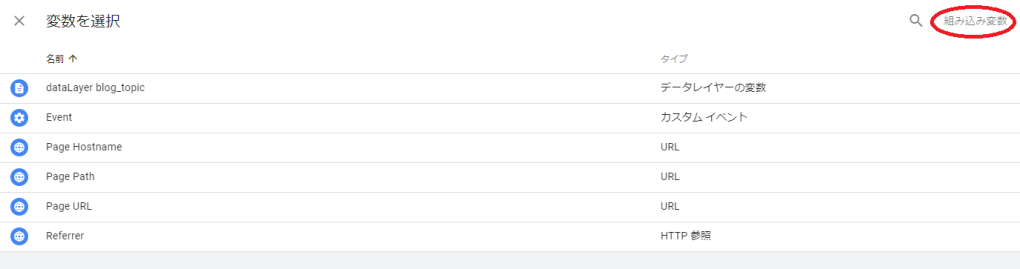 変数を選択 組み込み変数
名前 タイプ
dataLayer blog_topic データレイヤーの変数
Event カスタム イベント
Page Hostname URL
Page Path URL
Page URL URL
Referrer HTTP 参照